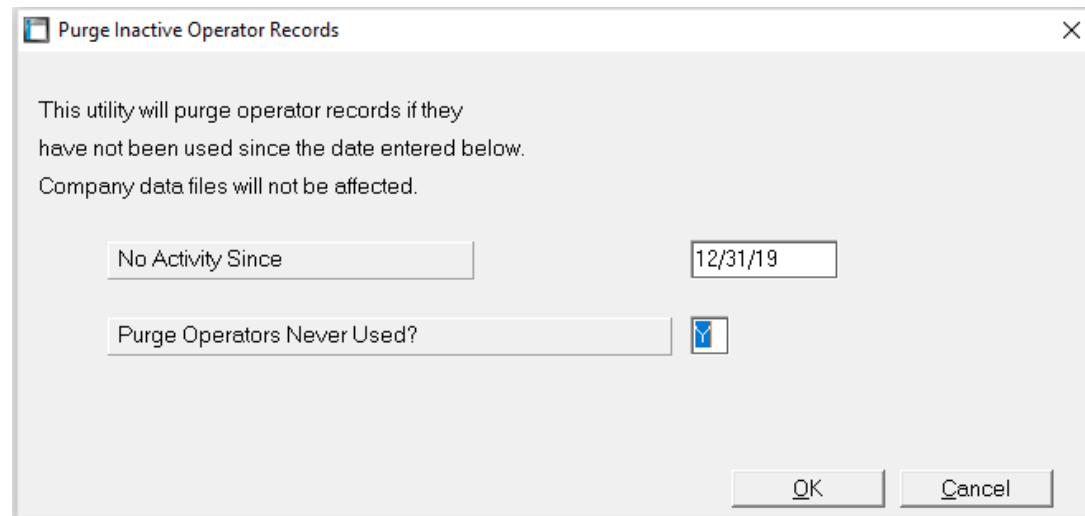 Purge Inactive Operator Records
This utility will purge operator records if they
have not been used since the date entered below.
Company data files will not be affected.
No Activity Since 12/31/19
Purge Operators Never Used? Y
OK Cancel